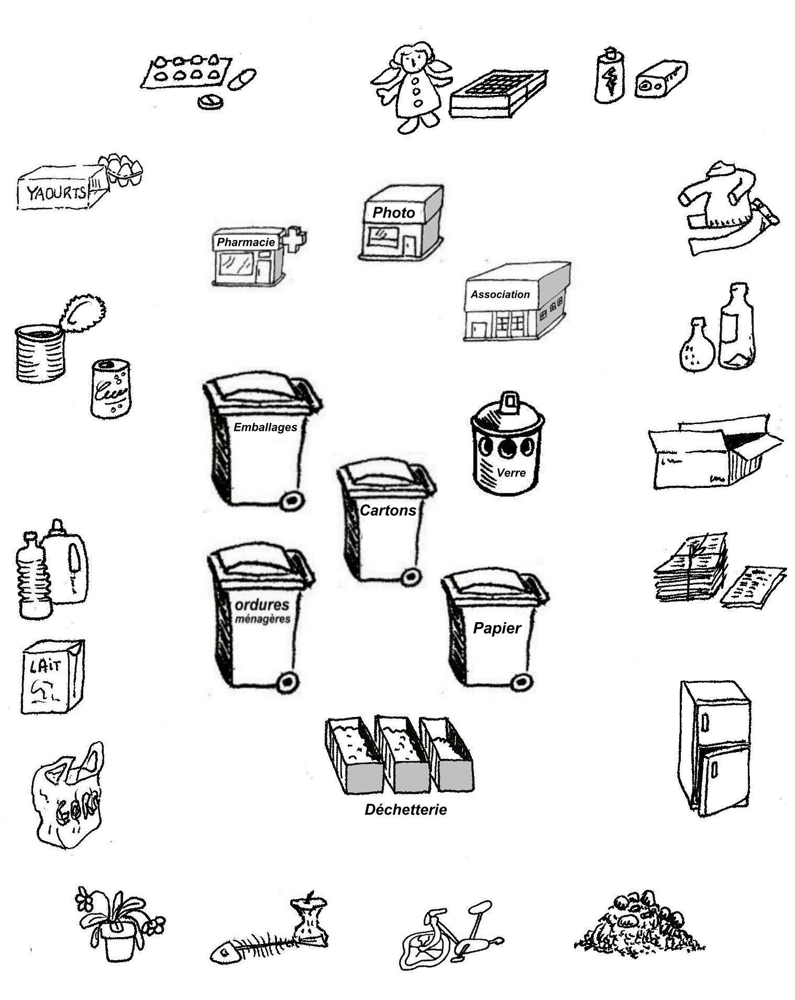 YAOURTS
Photo
Pharmacie
Association
Emballages
Verre
Cartons
ordures
ménagères
Papier
LAiT
Déchetterie